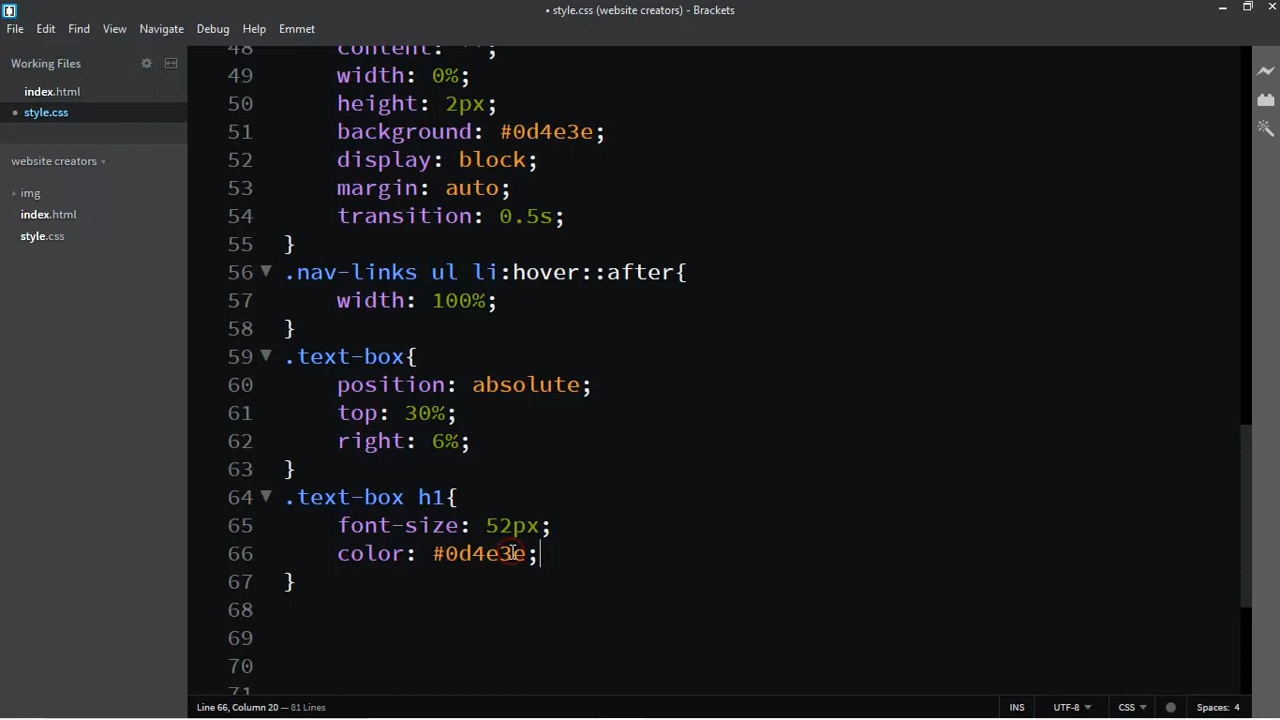 • style.css (website creators) - Brackets
File Edit Find View Navigate Debug Help Emmet
Working Files
index.html
• style.css
website creators
img
index.html
style.css
48 content: '';
49 width: 0%;
50 height: 2px;
51 background: #0d4e3e;
52 display: block;
53 margin: auto;
54 transition: 0.5s;
55 }
56 .nav-links ul li:hover::after{
57 width: 100%;
58 }
59 .text-box{
60 position: absolute;
61 top: 30%;
62 right: 6%;
63 }
64 .text-box h1{
65 font-size: 52px;
66 color: #0d4e3e;
67 }
68
69
70
71
Line 66, Column 20 — 81 Lines INS UTF-8 CSS Spaces: 4